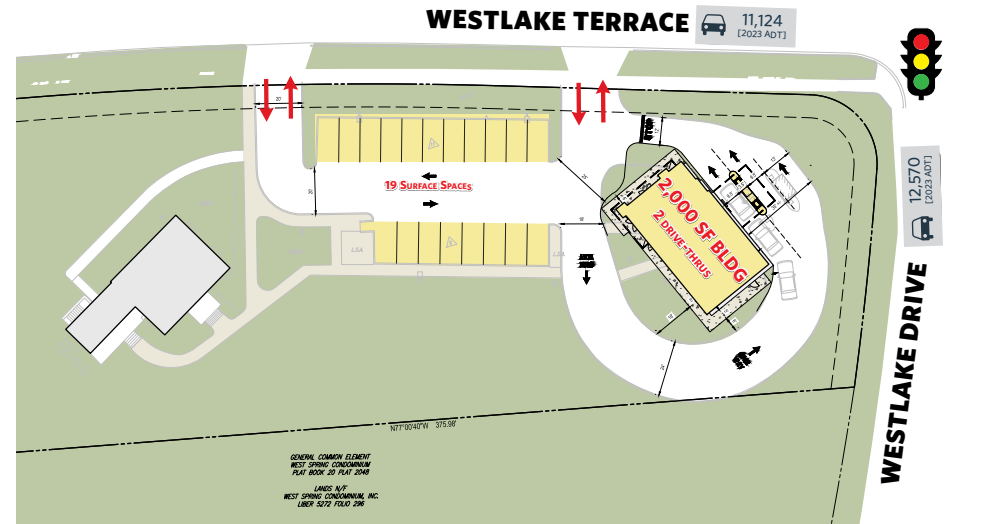 WESTLAKE TERRACE
11,124
[2023 ADT]
12,570
[2023 ADT]
WESTLAKE DRIVE
19 SURFACE SPACES
2,000 SF BLDG
2 DRIVE-THRUS
LSA
LSA
STOP
N77°00'40"W 375.98'
GENERAL COMMON ELEMENT
WEST SPRING CONDOMINIUM
PLAT BOOK 20 PLAT 2048
LANDS N/F
WEST SPRING CONDOMINIUM, INC.
LIBER 5272 FOLIO 296